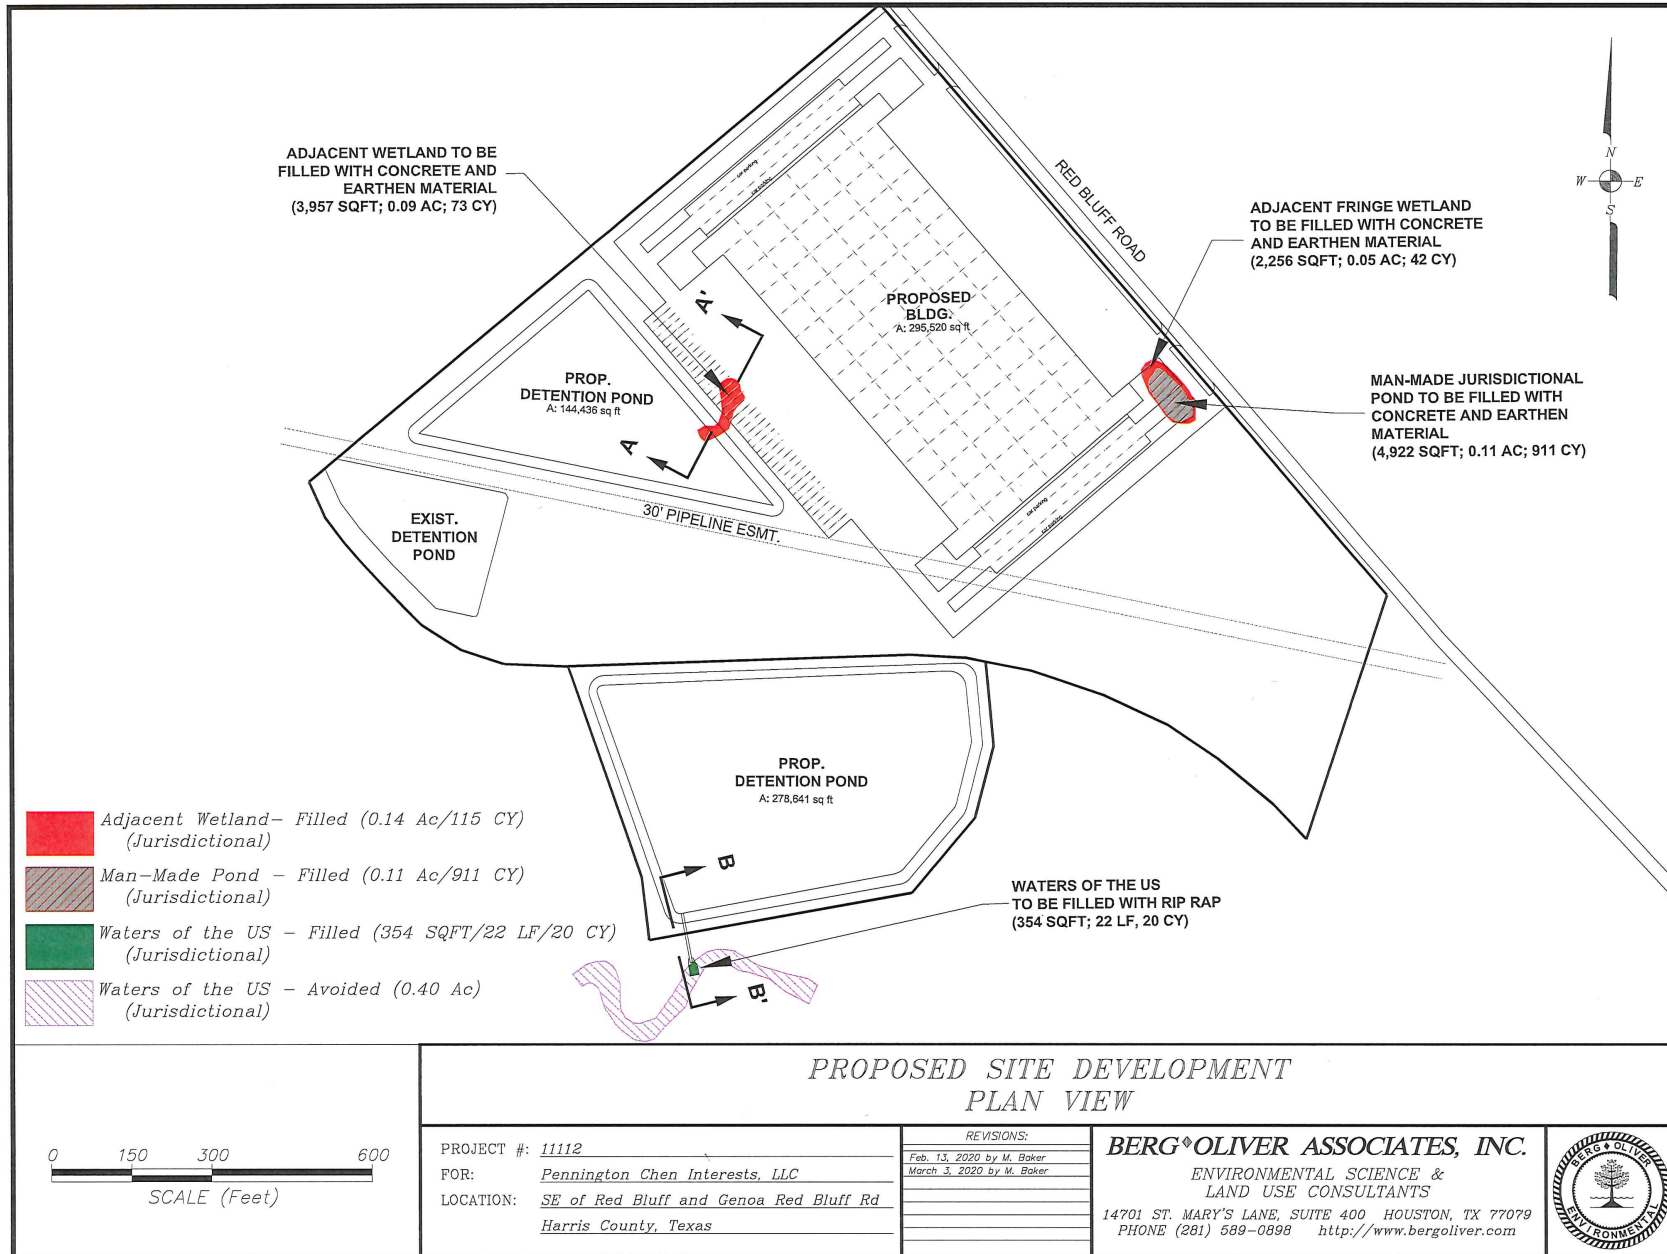 ADJACENT WETLAND TO BE
FILLED WITH CONCRETE AND
EARTHEN MATERIAL
(3,957 SQFT; 0.09 AC; 73 CY)
car parking
car parking
RED BLUFF ROAD
N
W
E
S
ADJACENT FRINGE WETLAND
TO BE FILLED WITH CONCRETE
AND EARTHEN MATERIAL
(2,256 SQFT; 0.05 AC; 42 CY)
PROPOSED
BLDG.
A: 295,520 sq ft
A'
PROP.
DETENTION POND
A: 144,436 sq ft
A
MAN-MADE JURISDICTIONAL
POND TO BE FILLED WITH
CONCRETE AND EARTHEN
MATERIAL
(4,922 SQFT; 0.11 AC; 911 CY)
30' PIPELINE ESMT.
car parking
car parking
EXIST.
DETENTION
POND
PROP.
DETENTION POND
A: 278,641 sq ft
B
WATERS OF THE US
TO BE FILLED WITH RIP RAP
(354 SQFT; 22 LF, 20 CY)
B'
Adjacent Wetland- Filled (0.14 Ac/115 CY)
(Jurisdictional)
Man-Made Pond - Filled (0.11 Ac/911 CY)
(Jurisdictional)
Waters of the US - Filled (354 SQFT/22 LF/20 CY)
(Jurisdictional)
Waters of the US - Avoided (0.40 Ac)
(Jurisdictional)
PROPOSED SITE DEVELOPMENT
PLAN VIEW
0 150 300 600
SCALE (Feet)
PROJECT #: 11112
FOR: Pennington Chen Interests, LLC
LOCATION: SE of Red Bluff and Genoa Red Bluff Rd
Harris County, Texas
REVISIONS:
Feb. 13, 2020 by M. Baker
March 3, 2020 by M. Baker
BERG OLIVER ASSOCIATES, INC.
ENVIRONMENTAL SCIENCE &
LAND USE CONSULTANTS
14701 ST. MARY'S LANE, SUITE 400 HOUSTON, TX 77079
PHONE (281) 589-0898 http://www.bergoliver.com
BERG OLIVER
ENVIRONMENTAL